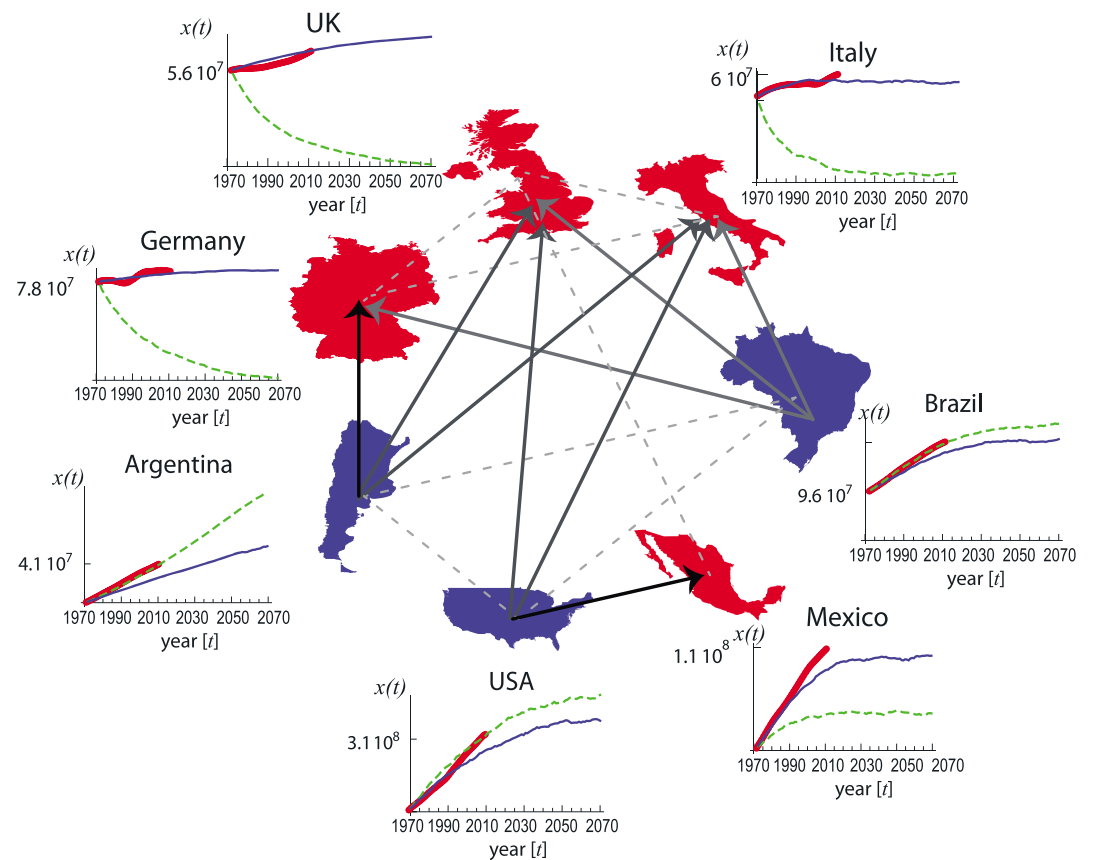 UK
x(t)
5.6 10⁷
1970 1990 2010 2030 2050 2070
year [t]
Italy
x(t)
6 10⁷
1970 1990 2010 2030 2050 2070
year [t]
Germany
x(t)
7.8 10⁷
1970 1990 2010 2030 2050 2070
year [t]
Brazil
x(t)
9.6 10⁷
1970 1990 2010 2030 2050 2070
year [t]
Argentina
x(t)
4.1 10⁷
1970 1990 2010 2030 2050 2070
year [t]
Mexico
x(t)
1.1 10⁸
1970 1990 2010 2030 2050 2070
year [t]
USA
x(t)
3.1 10⁸
1970 1990 2010 2030 2050 2070
year [t]